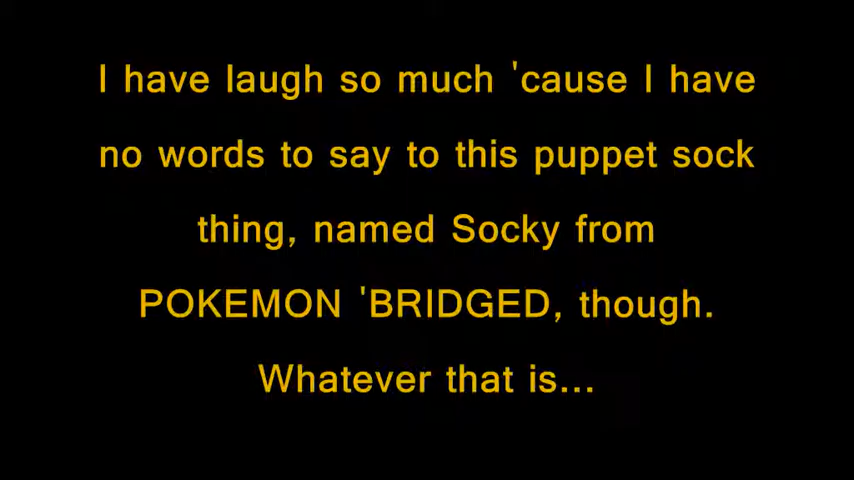 I have laugh so much 'cause I have
no words to say to this puppet sock
thing, named Socky from
POKEMON 'BRIDGED, though.
Whatever that is...